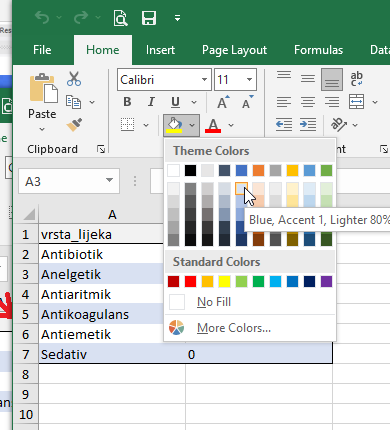 File Home Insert Page Layout Formulas
Calibri 11
Paste
B I U
A
Clipboard
ab
Theme Colors
Alignment
A3
Blue, Accent 1, Lighter 80%
Standard Colors
No Fill
More Colors...
A
1 vrsta_lijeka
2 Antibiotik
3 Anelgetik
4 Antiaritmik
5 Antikoagulans
6 Antiemetik
7 Sedativ 0
8
9
10